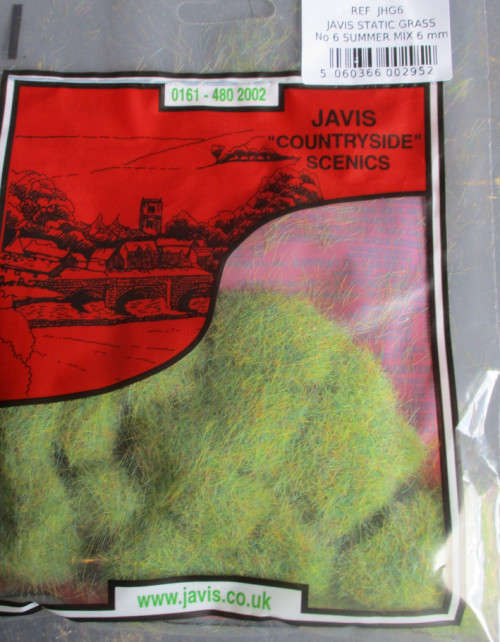 REF JHG6
JAVIS STATIC GRASS
No 6 SUMMER MIX 6 mm
5 060366 002952
0161 - 480 2002
JAVIS
"COUNTRYSIDE"
SCENICS
www.javis.co.uk